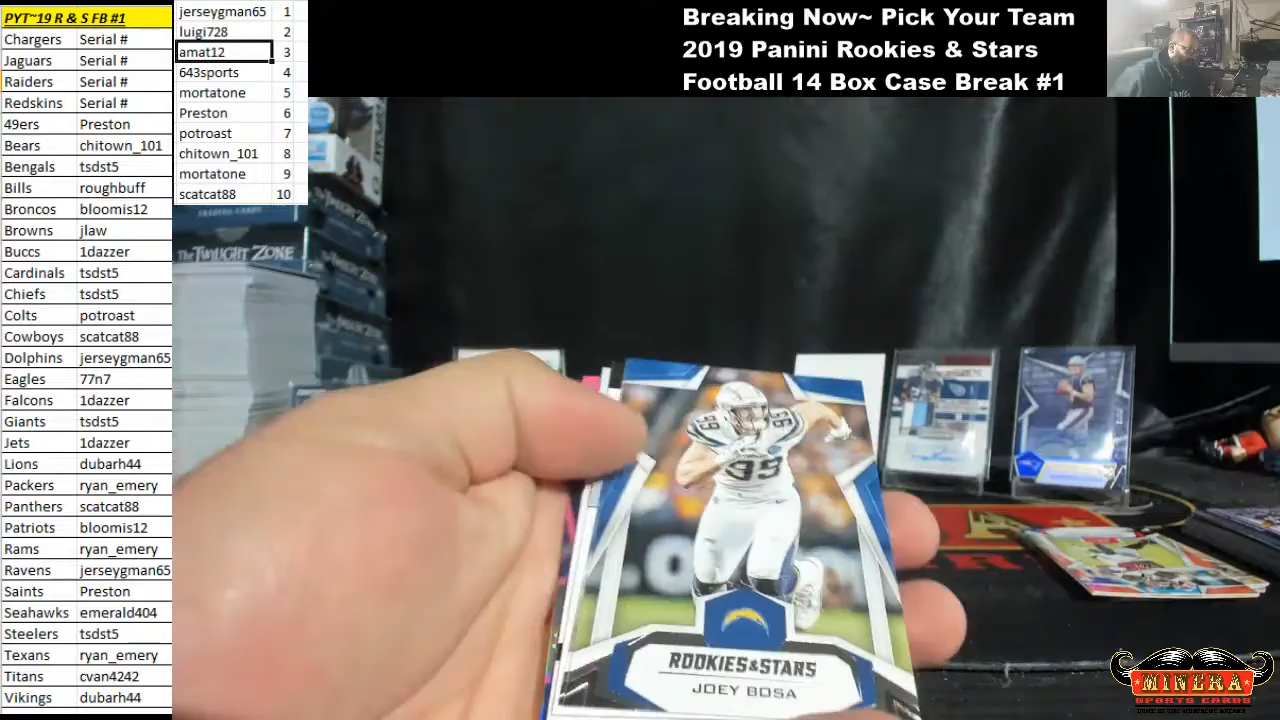 PYT~19 R & S FB #1
Chargers Serial #
Jaguars Serial #
Raiders Serial #
Redskins Serial #
49ers Preston
Bears chitown_101
Bengals tsdst5
Bills roughbuff
Broncos bloomis12
Browns jlaw
Buccs 1dazzer
Cardinals tsdst5
Chiefs tsdst5
Colts potroast
Cowboys scatcat88
Dolphins jerseygman65
Eagles 77n7
Falcons 1dazzer
Giants tsdst5
Jets 1dazzer
Lions dubarh44
Packers ryan_emery
Panthers scatcat88
Patriots bloomis12
Rams ryan_emery
Ravens jerseygman65
Saints Preston
Seahawks emerald404
Steelers tsdst5
Texans ryan_emery
Titans cvan4242
Vikings dubarh44
jerseygman65 1
luigi728 2
amat12 3
643sports 4
mortatone 5
Preston 6
potroast 7
chitown_101 8
mortatone 9
scatcat88 10
Breaking Now~ Pick Your Team
2019 Panini Rookies & Stars
Football 14 Box Case Break #1
TRADING CARDS
THE TWILIGHT ZONE
99 99
99
ROOKIES & STARS
JOEY BOSA
MINERA
SPORTS CARDS